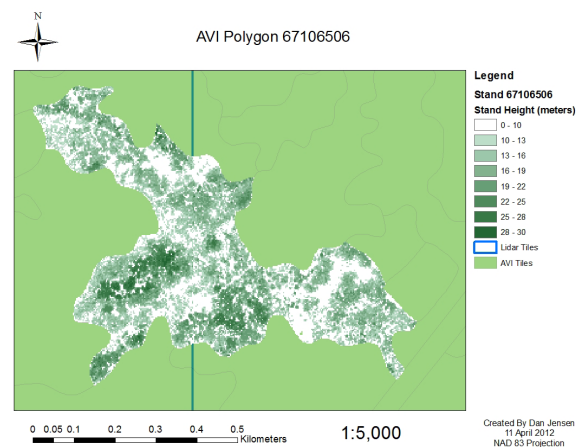 N
AVI Polygon 67106506
Legend
Stand 67106506
Stand Height (meters)
0 - 10
10 - 13
13 - 16
16 - 19
19 - 22
22 - 25
25 - 28
28 - 30
Lidar Tiles
AVI Tiles
0 0.05 0.1 0.2 0.3 0.4 0.5
Kilometers
1:5,000
Created By Dan Jensen
11 April 2012
NAD 83 Projection